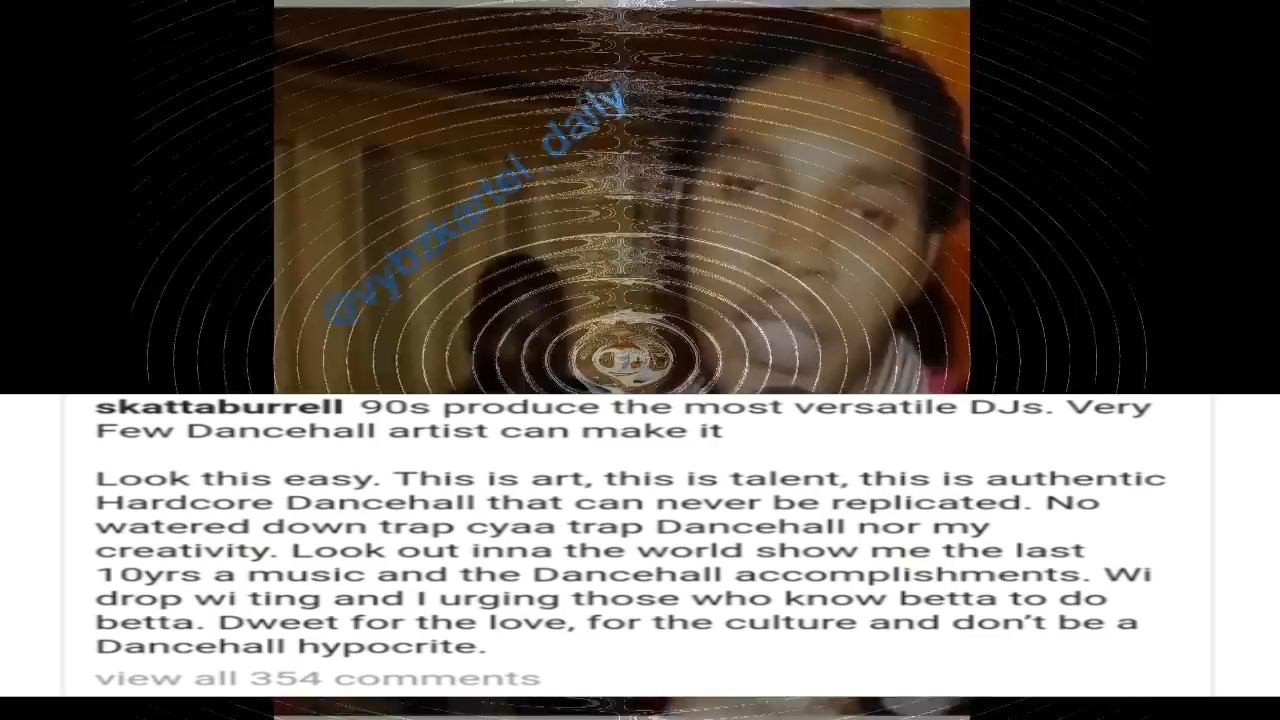 @vybzkartel_daily
skattaburrell 90s produce the most versatile DJs. Very
Few Dancehall artist can make it
Look this easy. This is art, this is talent, this is authentic
Hardcore Dancehall that can never be replicated. No
watered down trap cyaa trap Dancehall nor my
creativity. Look out inna the world show me the last
10yrs a music and the Dancehall accomplishments. Wi
drop wi ting and I urging those who know betta to do
betta. Dweet for the love, for the culture and don't be a
Dancehall hypocrite.
view all 354 comments